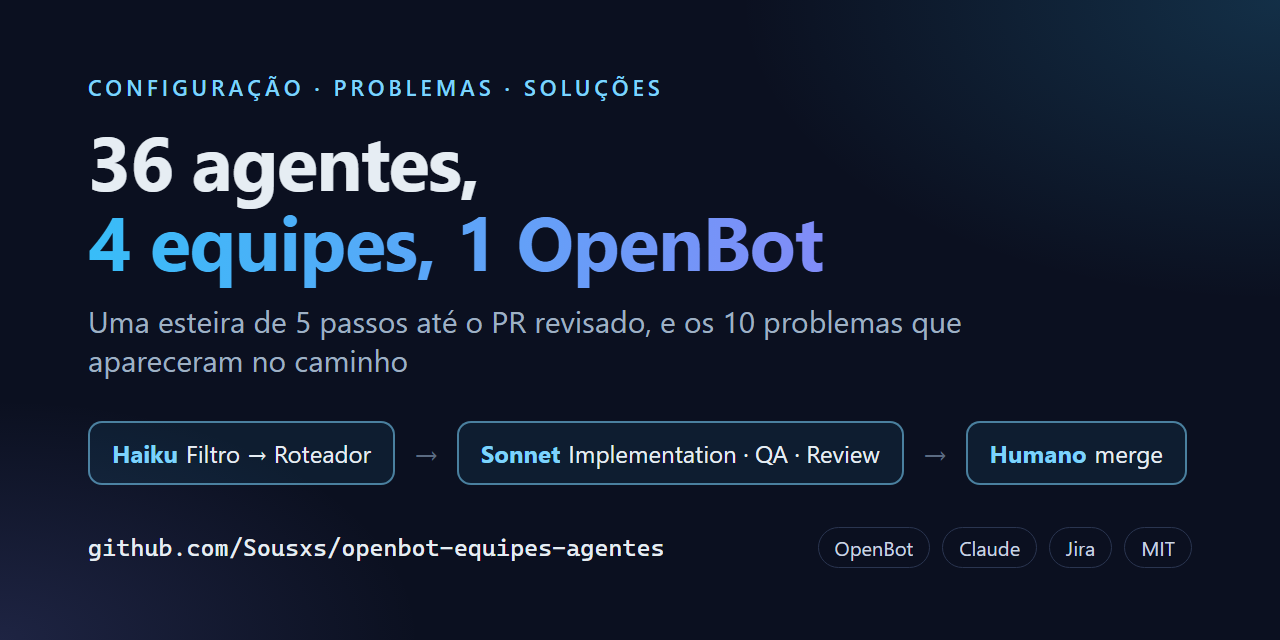 CONFIGURAÇÃO · PROBLEMAS · SOLUÇÕES
36 agentes,
4 equipes, 1 OpenBot
Uma esteira de 5 passos até o PR revisado, e os 10 problemas que
apareceram no caminho
Haiku Filtro → Roteador → Sonnet Implementation · QA · Review → Humano merge
github.com/Sousxs/openbot-equipes-agentes OpenBot Claude Jira MIT